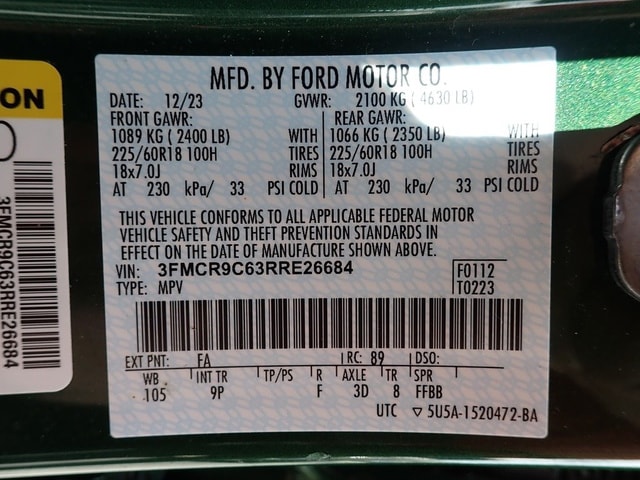 ON
3FMCR9C63RRE26684
MFD. BY FORD MOTOR CO.
DATE: 12/23 GVWR: 2100 KG ( 4630 LB)
FRONT GAWR: REAR GAWR:
1089 KG ( 2400 LB) WITH 1066 KG ( 2350 LB) WITH
225/60R18 100H TIRES 225/60R18 100H TIRES
18x7.0J RIMS 18x7.0J RIMS
AT 230 kPa/ 33 PSI COLD AT 230 kPa/ 33 PSI COLD
THIS VEHICLE CONFORMS TO ALL APPLICABLE FEDERAL MOTOR
VEHICLE SAFETY AND THEFT PREVENTION STANDARDS IN
EFFECT ON THE DATE OF MANUFACTURE SHOWN ABOVE.
VIN: 3FMCR9C63RRE26684 F0112
TYPE: MPV T0223
EXT PNT: FA RC: 89 DSO:
WB INT TR TP/PS R AXLE TR SPR
105 9P F 3D 8 FFBB
UTC ▽ 5U5A-1520472-BA